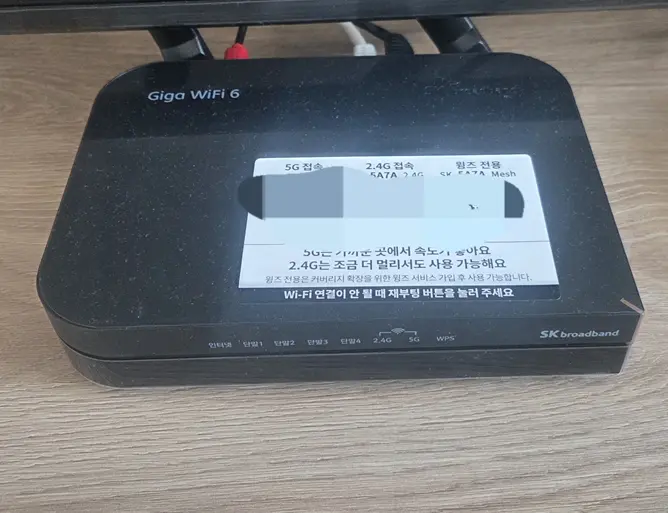 Giga WiFi 6
5G 접속 2.4G 접속 윙즈 전용
5A7A 2.4G SK 5A7A Mesh
5G는 가까운 곳에서 속도가 좋아요
2.4G는 조금 더 멀리서도 사용 가능해요
윙즈 전용은 커버리지 확장을 위한 윙즈 서비스 가입 후 사용 가능합니다.
Wi-Fi 연결이 안 될 때 재부팅 버튼을 눌러 주세요
인터넷 단말1 단말2 단말3 단말4 2.4G 5G WPS
SK broadband